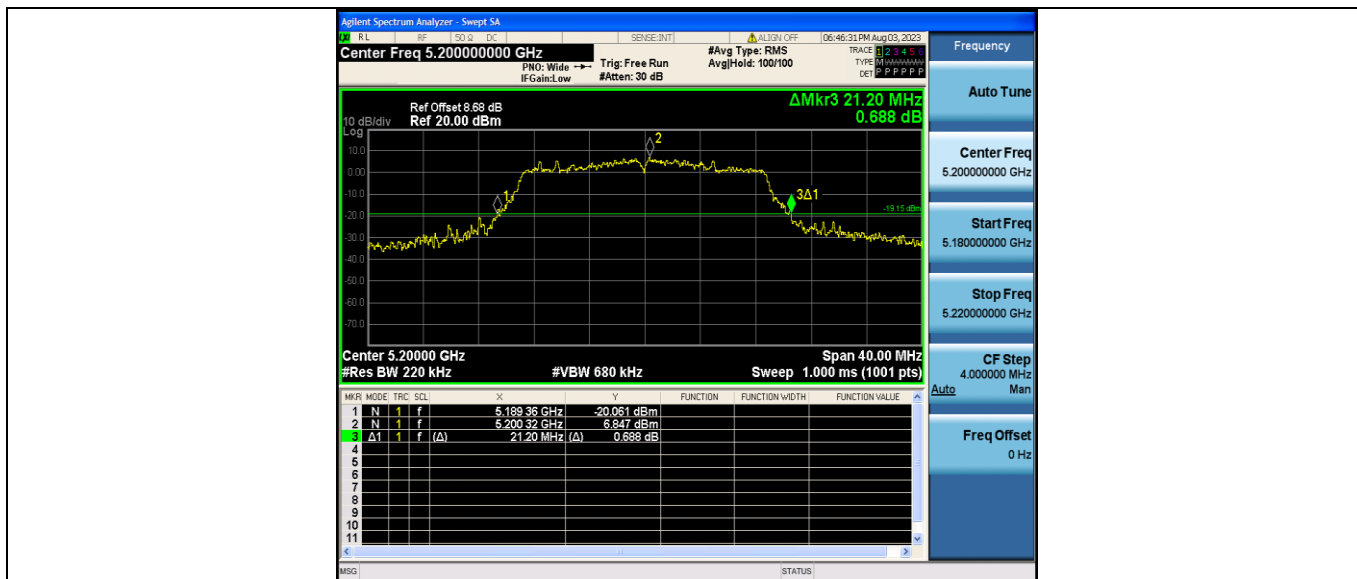 Agilent Spectrum Analyzer - Swept SA
RL RF 50 Ω DC SENSE:INT ALIGN OFF 06:46:31 PM Aug 03, 2023
Center Freq 5.200000000 GHz
PNO: Wide
IFGain:Low
Trig: Free Run
#Atten: 30 dB
#Avg Type: RMS
Avg|Hold: 100/100
TRACE 1 2 3 4 5 6
TYPE M
DET P P P P P P
ΔMkr3 21.20 MHz
0.688 dB
Ref Offset 8.68 dB
10 dB/div Ref 20.00 dBm
Log
10.0
0.00
-10.0
-20.0
-30.0
-40.0
-50.0
-60.0
-70.0
1
2
3Δ1
-19.15 dBm
Center 5.20000 GHz Span 40.00 MHz
#Res BW 220 kHz #VBW 680 kHz Sweep 1.000 ms (1001 pts)
MKR MODE TRC SCL X Y FUNCTION FUNCTION WIDTH FUNCTION VALUE
1 N 1 f 5.189 36 GHz -20.061 dBm
2 N 1 f 5.200 32 GHz 6.847 dBm
3 Δ1 1 f (Δ) 21.20 MHz (Δ) 0.688 dB
4
5
6
7
8
9
10
11
MSG STATUS
Frequency
Auto Tune
Center Freq
5.200000000 GHz
Start Freq
5.180000000 GHz
Stop Freq
5.220000000 GHz
CF Step
4.000000 MHz
Auto Man
Freq Offset
0 Hz